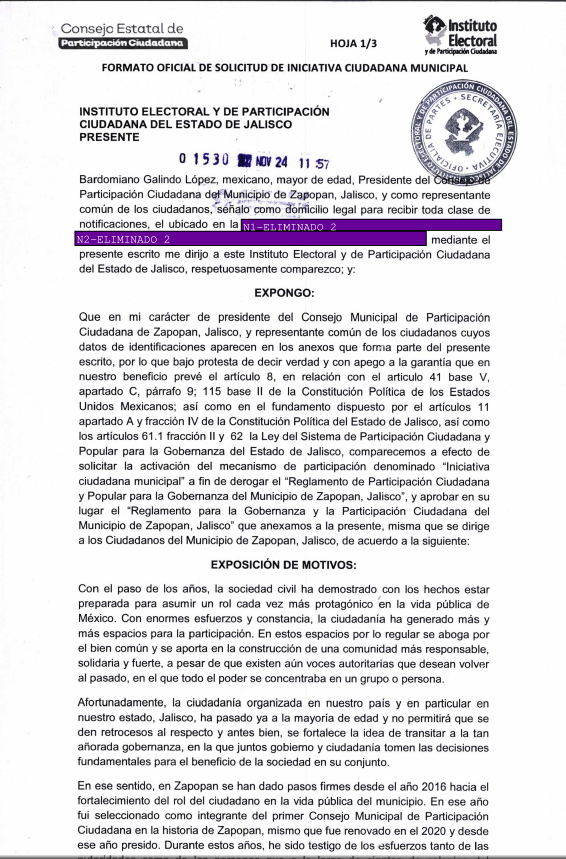 Consejo Estatal de
Participación Ciudadana
HOJA 1/3
Instituto
Electoral
y de Participación Ciudadana
FORMATO OFICIAL DE SOLICITUD DE INICIATIVA CIUDADANA MUNICIPAL
INSTITUTO ELECTORAL Y DE PARTICIPACIÓN
CIUDADANA DEL ESTADO DE JALISCO
PRESENTE
01530 NOV 24 11 57
Bardomiano Galindo López, mexicano, mayor de edad, Presidente del Consejo de
Participación Ciudadana del Municipio de Zapopan, Jalisco, y como representante
común de los ciudadanos, señalo como domicilio legal para recibir toda clase de
notificaciones, el ubicado en la N1-ELIMINADO 2
N2-ELIMINADO 2 mediante el
presente escrito me dirijo a este Instituto Electoral y de Participación Ciudadana
del Estado de Jalisco, respetuosamente comparezco; y:
EXPONGO:
Que en mi carácter de presidente del Consejo Municipal de Participación
Ciudadana de Zapopan, Jalisco, y representante común de los ciudadanos cuyos
datos de identificaciones aparecen en los anexos que forma parte del presente
escrito, por lo que bajo protesta de decir verdad y con apego a la garantía que en
nuestro beneficio prevé el artículo 8, en relación con el articulo 41 base V,
apartado C, párrafo 9; 115 base II de la Constitución Política de los Estados
Unidos Mexicanos; así como en el fundamento dispuesto por el artículos 11
apartado A y fracción IV de la Constitución Política del Estado de Jalisco, así como
los artículos 61.1 fracción II y 62 la Ley del Sistema de Participación Ciudadana y
Popular para la Gobernanza del Estado de Jalisco, comparecemos a efecto de
solicitar la activación del mecanismo de participación denominado “Iniciativa
ciudadana municipal” a fin de derogar el “Reglamento de Participación Ciudadana
y Popular para la Gobernanza del Municipio de Zapopan, Jalisco”, y aprobar en su
lugar el “Reglamento para la Gobernanza y la Participación Ciudadana del
Municipio de Zapopan, Jalisco” que anexamos a la presente, misma que se dirige
a los Ciudadanos del Municipio de Zapopan, Jalisco, de acuerdo a la siguiente:
EXPOSICIÓN DE MOTIVOS:
Con el paso de los años, la sociedad civil ha demostrado con los hechos estar
preparada para asumir un rol cada vez más protagónico en la vida pública de
México. Con enormes esfuerzos y constancia, la ciudadanía ha generado más y
más espacios para la participación. En estos espacios por lo regular se aboga por
el bien común y se aporta en la construcción de una comunidad más responsable,
solidaria y fuerte, a pesar de que existen aún voces autoritarias que desean volver
al pasado, en el que todo el poder se concentraba en un grupo o persona.
Afortunadamente, la ciudadanía organizada en nuestro país y en particular en
nuestro estado, Jalisco, ha pasado ya a la mayoría de edad y no permitirá que se
den retrocesos al respecto y antes bien, se fortalece la idea de transitar a la tan
añorada gobernanza, en la que juntos gobierno y ciudadanía tomen las decisiones
fundamentales para el beneficio de la sociedad en su conjunto.
En ese sentido, en Zapopan se han dado pasos firmes desde el año 2016 hacia el
fortalecimiento del rol del ciudadano en la vida pública del municipio. En ese año
fui seleccionado como integrante del primer Consejo Municipal de Participación
Ciudadana en la historia de Zapopan, mismo que fue renovado en el 2020 y desde
ese año presido. Durante estos años, he sido testigo de los esfuerzos tanto de las